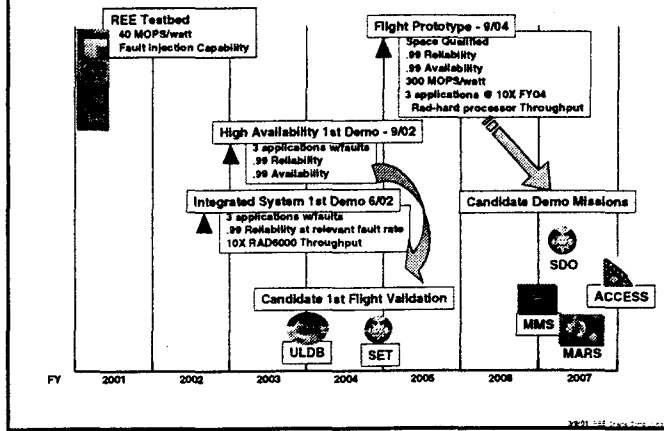 REE Testbed
40 MOPS/watt
Fault Injection Capability
Flight Prototype - 9/04
Space Qualified
.99 Reliability
.99 Availability
300 MOPS/watt
3 applications @ 10X FY04
Rad-hard processor Throughput
High Availability 1st Demo - 9/02
3 applications w/faults
.99 Reliability
.99 Availability
Integrated System 1st Demo 6/02
3 applications w/faults
.99 Reliability at relevant fault rate
10X RAD6000 Throughput
Candidate Demo Missions
SDO
ACCESS
Candidate 1st Flight Validation
MMS
MARS
ULDB
SET
FY
2001
2002
2003
2004
2005
2006
2007